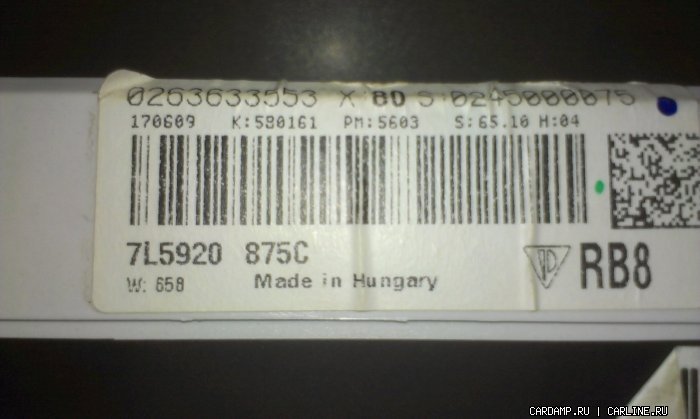 0263633553 X 80 S 0245000075
170609 K:580161 PM:5603 S:65.10 H:04
7L5920 875C
RB8
W: 658 Made in Hungary
CARDAMP.RU | CARLINE.RU